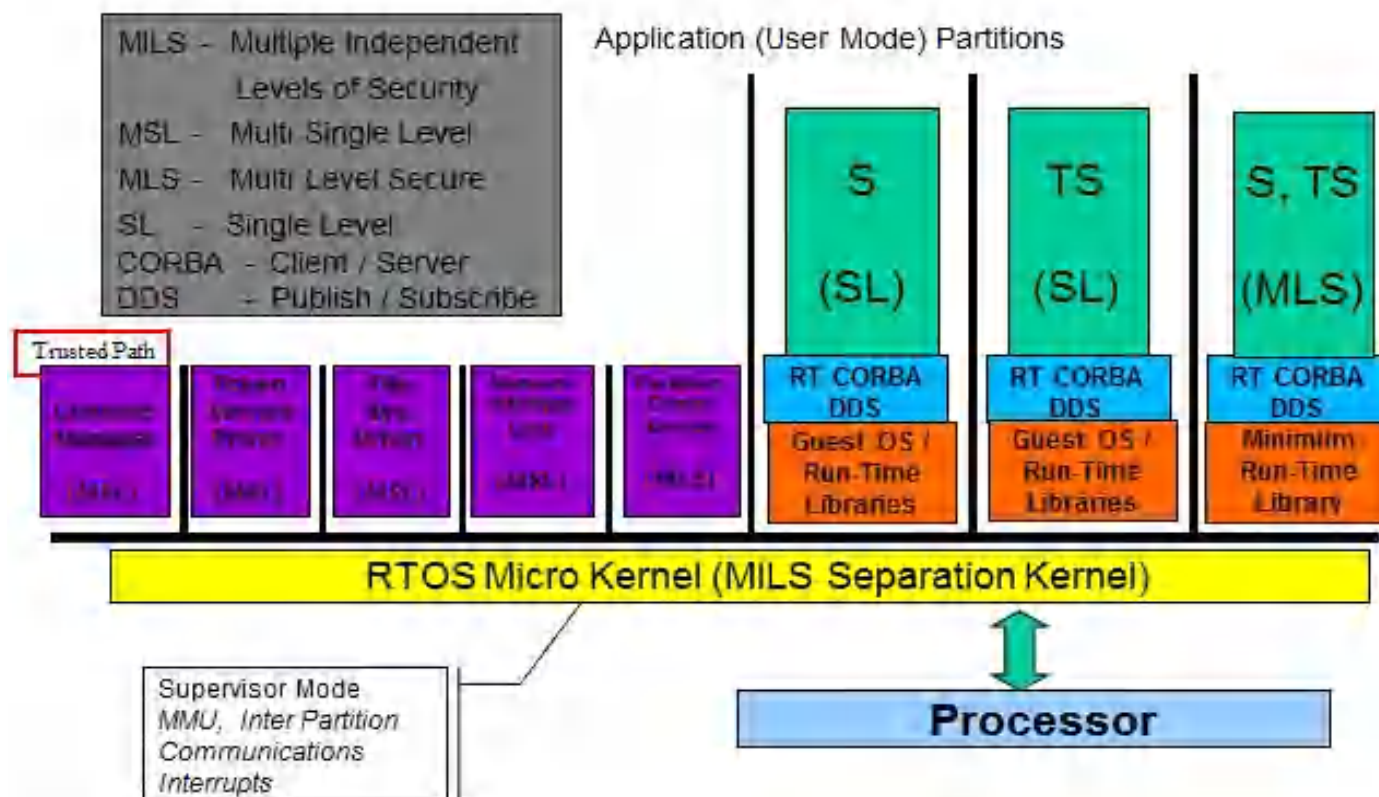 MILS - Multiple Independent
Levels of Security
MSL - Multi Single Level
MLS - Multi Level Secure
SL - Single Level
CORBA - Client / Server
DDS - Publish / Subscribe
Application (User Mode) Partitions
S
(SL)
TS
(SL)
S, TS
(MLS)
Trusted Path
RT CORBA
DDS
RT CORBA
DDS
RT CORBA
DDS
Guest OS /
Run-Time
Libraries
Guest OS /
Run-Time
Libraries
Minimum
Run-Time
Library
RTOS Micro Kernel (MILS Separation Kernel)
Supervisor Mode
MMU, Inter Partition
Communications
Interrupts
Processor